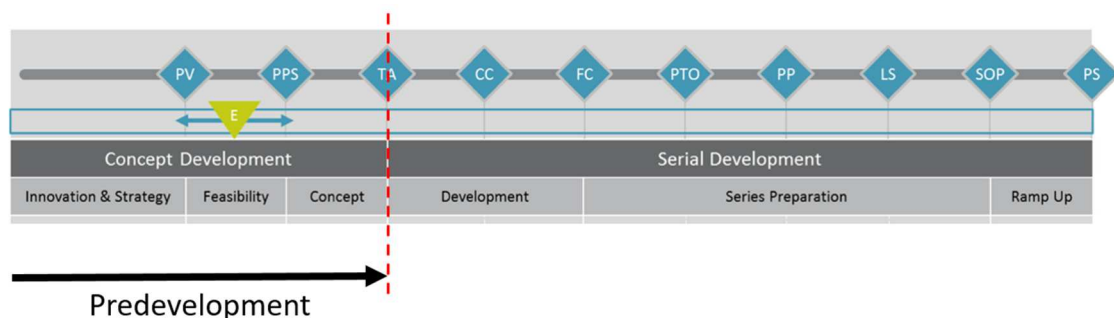 PV PPS TA CC FC PTO PP LS SOP PS
E
Concept Development Serial Development
Innovation & Strategy Feasibility Concept Development Series Preparation Ramp Up
Predevelopment